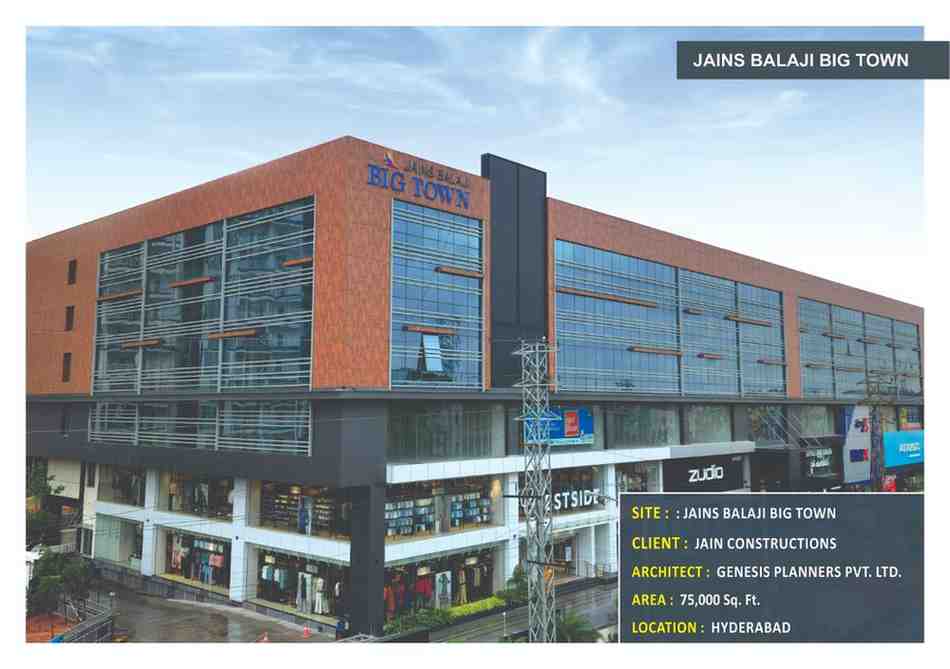 JAINS BALAJI BIG TOWN
JAINS BALAJI
BIG TOWN
WESTSIDE
ZUDIO
SITE : : JAINS BALAJI BIG TOWN
CLIENT : JAIN CONSTRUCTIONS
ARCHITECT : GENESIS PLANNERS PVT. LTD.
AREA : 75,000 Sq. Ft.
LOCATION : HYDERABAD